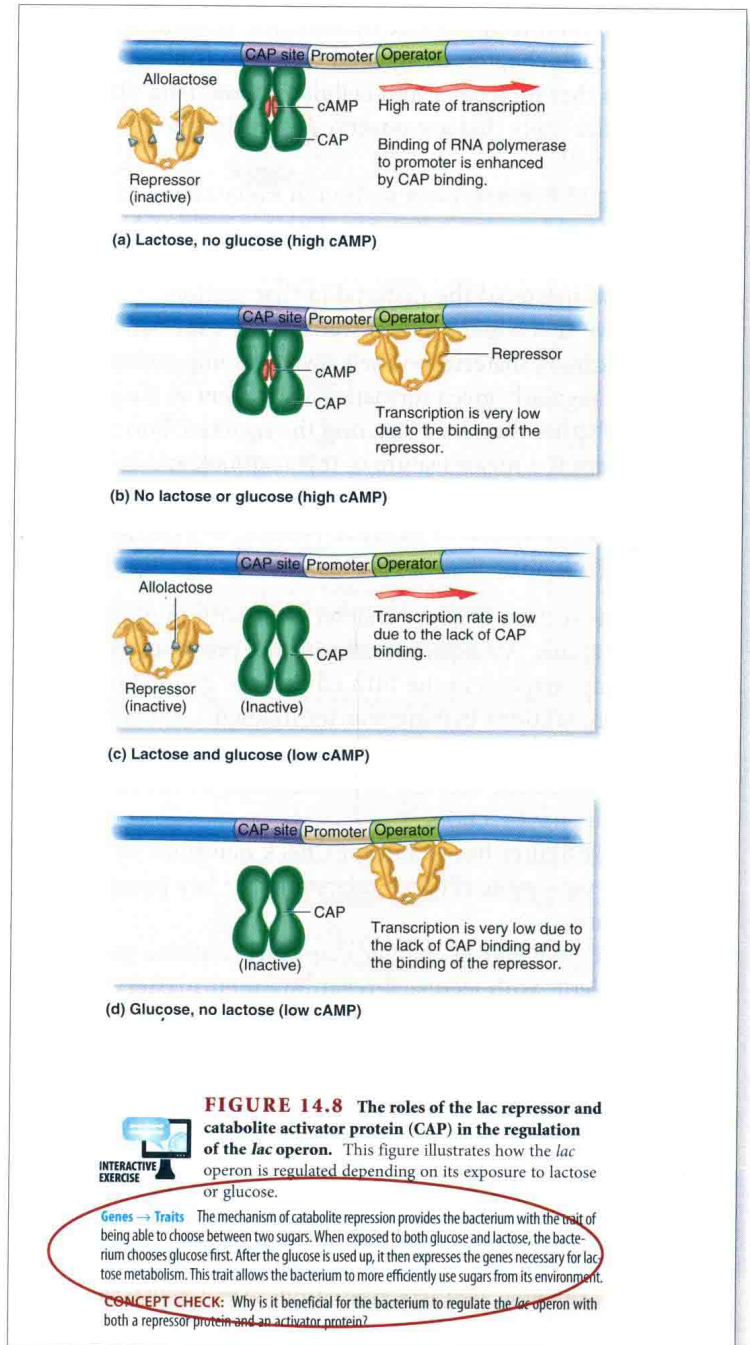 CAP site Promoter Operator
Allolactose
cAMP
CAP
High rate of transcription
Binding of RNA polymerase
to promoter is enhanced
by CAP binding.
Repressor
(inactive)
(a) Lactose, no glucose (high cAMP)
CAP site Promoter Operator
Repressor
cAMP
CAP
Transcription is very low
due to the binding of the
repressor.
(b) No lactose or glucose (high cAMP)
CAP site Promoter Operator
Allolactose
Transcription rate is low
due to the lack of CAP
binding.
CAP
Repressor
(inactive)
(Inactive)
(c) Lactose and glucose (low cAMP)
CAP site Promoter Operator
CAP
(Inactive)
Transcription is very low due to
the lack of CAP binding and by
the binding of the repressor.
(d) Glucose, no lactose (low cAMP)
INTERACTIVE
EXERCISE
FIGURE 14.8 The roles of the lac repressor and
catabolite activator protein (CAP) in the regulation
of the lac operon. This figure illustrates how the lac
operon is regulated depending on its exposure to lactose
or glucose.
Genes → Traits The mechanism of catabolite repression provides the bacterium with the trait of
being able to choose between two sugars. When exposed to both glucose and lactose, the bacte-
rium chooses glucose first. After the glucose is used up, it then expresses the genes necessary for lac-
tose metabolism. This trait allows the bacterium to more efficiently use sugars from its environment.
CONCEPT CHECK: Why is it beneficial for the bacterium to regulate the lac operon with
both a repressor protein and an activator protein?